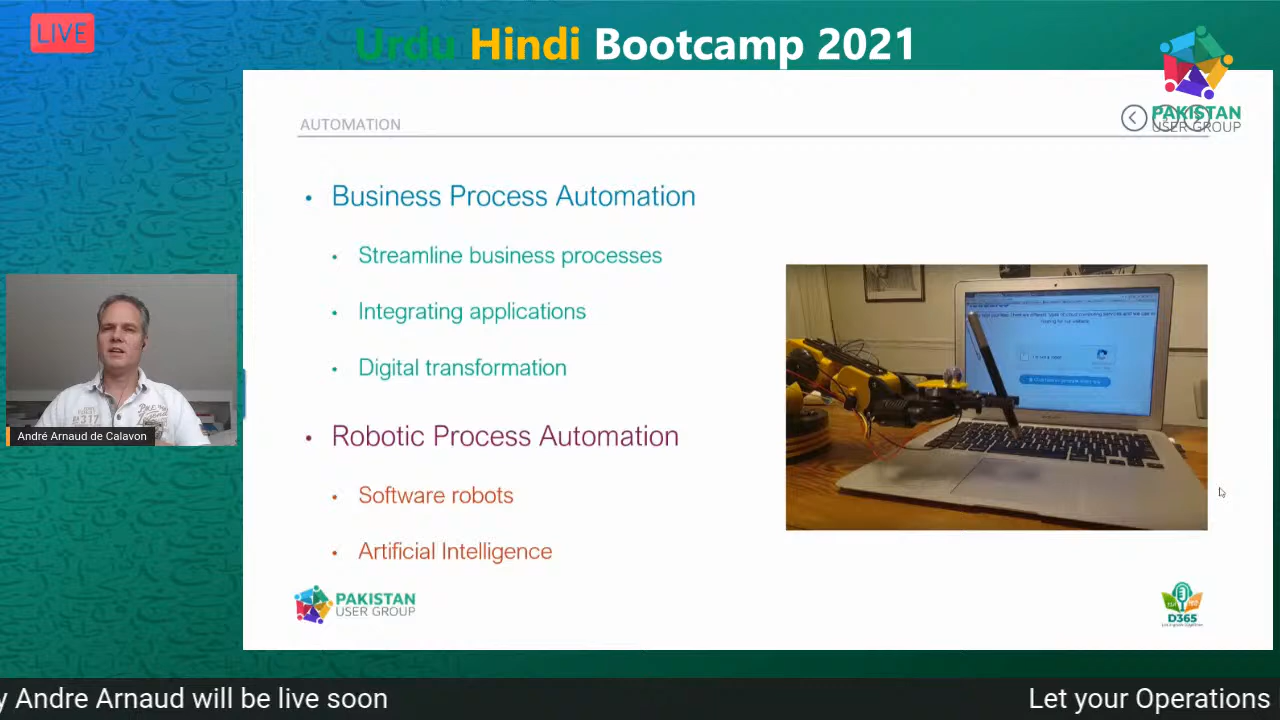 LIVE
Urdu Hindi Bootcamp 2021
PAKISTAN
USER GROUP
AUTOMATION
• Business Process Automation
• Streamline business processes
• Integrating applications
• Digital transformation
• Robotic Process Automation
• Software robots
• Artificial Intelligence
André Arnaud de Calavon
PAKISTAN
USER GROUP
D365
y Andre Arnaud will be live soon
Let your Operations